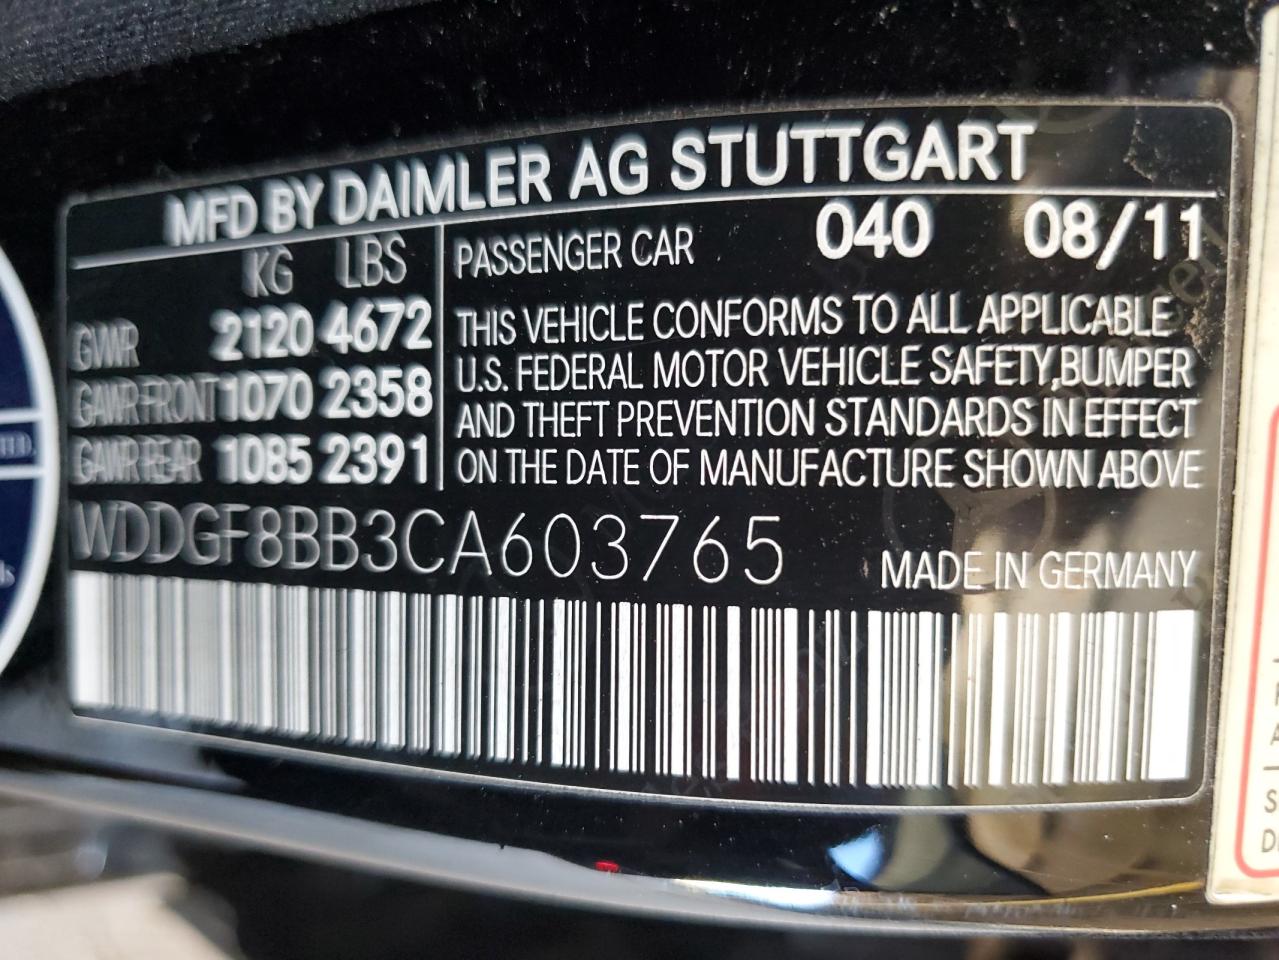 MFD BY DAIMLER AG STUTTGART
KG LBS
GVWR 2120 4672
GAWR FRONT 1070 2358
GAWR REAR 1085 2391
PASSENGER CAR 040 08/11
THIS VEHICLE CONFORMS TO ALL APPLICABLE
U.S. FEDERAL MOTOR VEHICLE SAFETY, BUMPER
AND THEFT PREVENTION STANDARDS IN EFFECT
ON THE DATE OF MANUFACTURE SHOWN ABOVE
WDDGF8BB3CA603765
MADE IN GERMANY